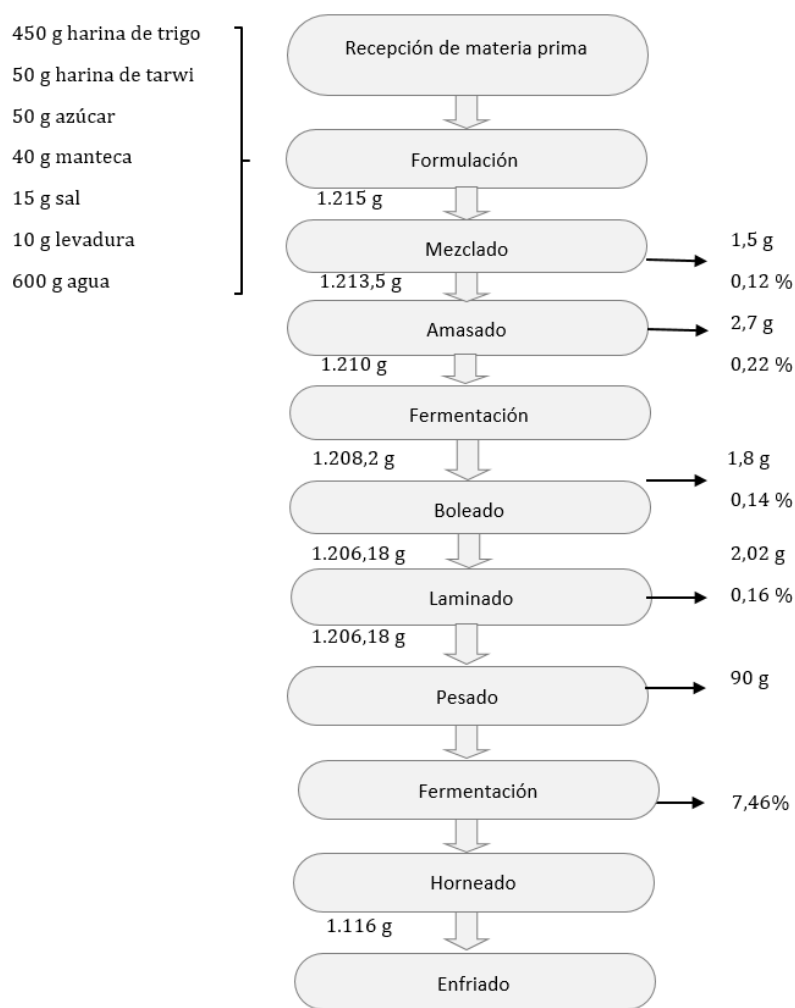 450 g harina de trigo
50 g harina de tarwi
50 g azúcar
40 g manteca
15 g sal
10 g levadura
600 g agua
Recepción de materia prima
Formulación
1.215 g
Mezclado
1,5 g
0,12 %
1.213,5 g
Amasado
2,7 g
0,22 %
1.210 g
Fermentación
1.208,2 g
1,8 g
0,14 %
Boleado
1.206,18 g
2,02 g
0,16 %
Laminado
1.206,18 g
Pesado
90 g
Fermentación
7,46%
Horneado
1.116 g
Enfriado